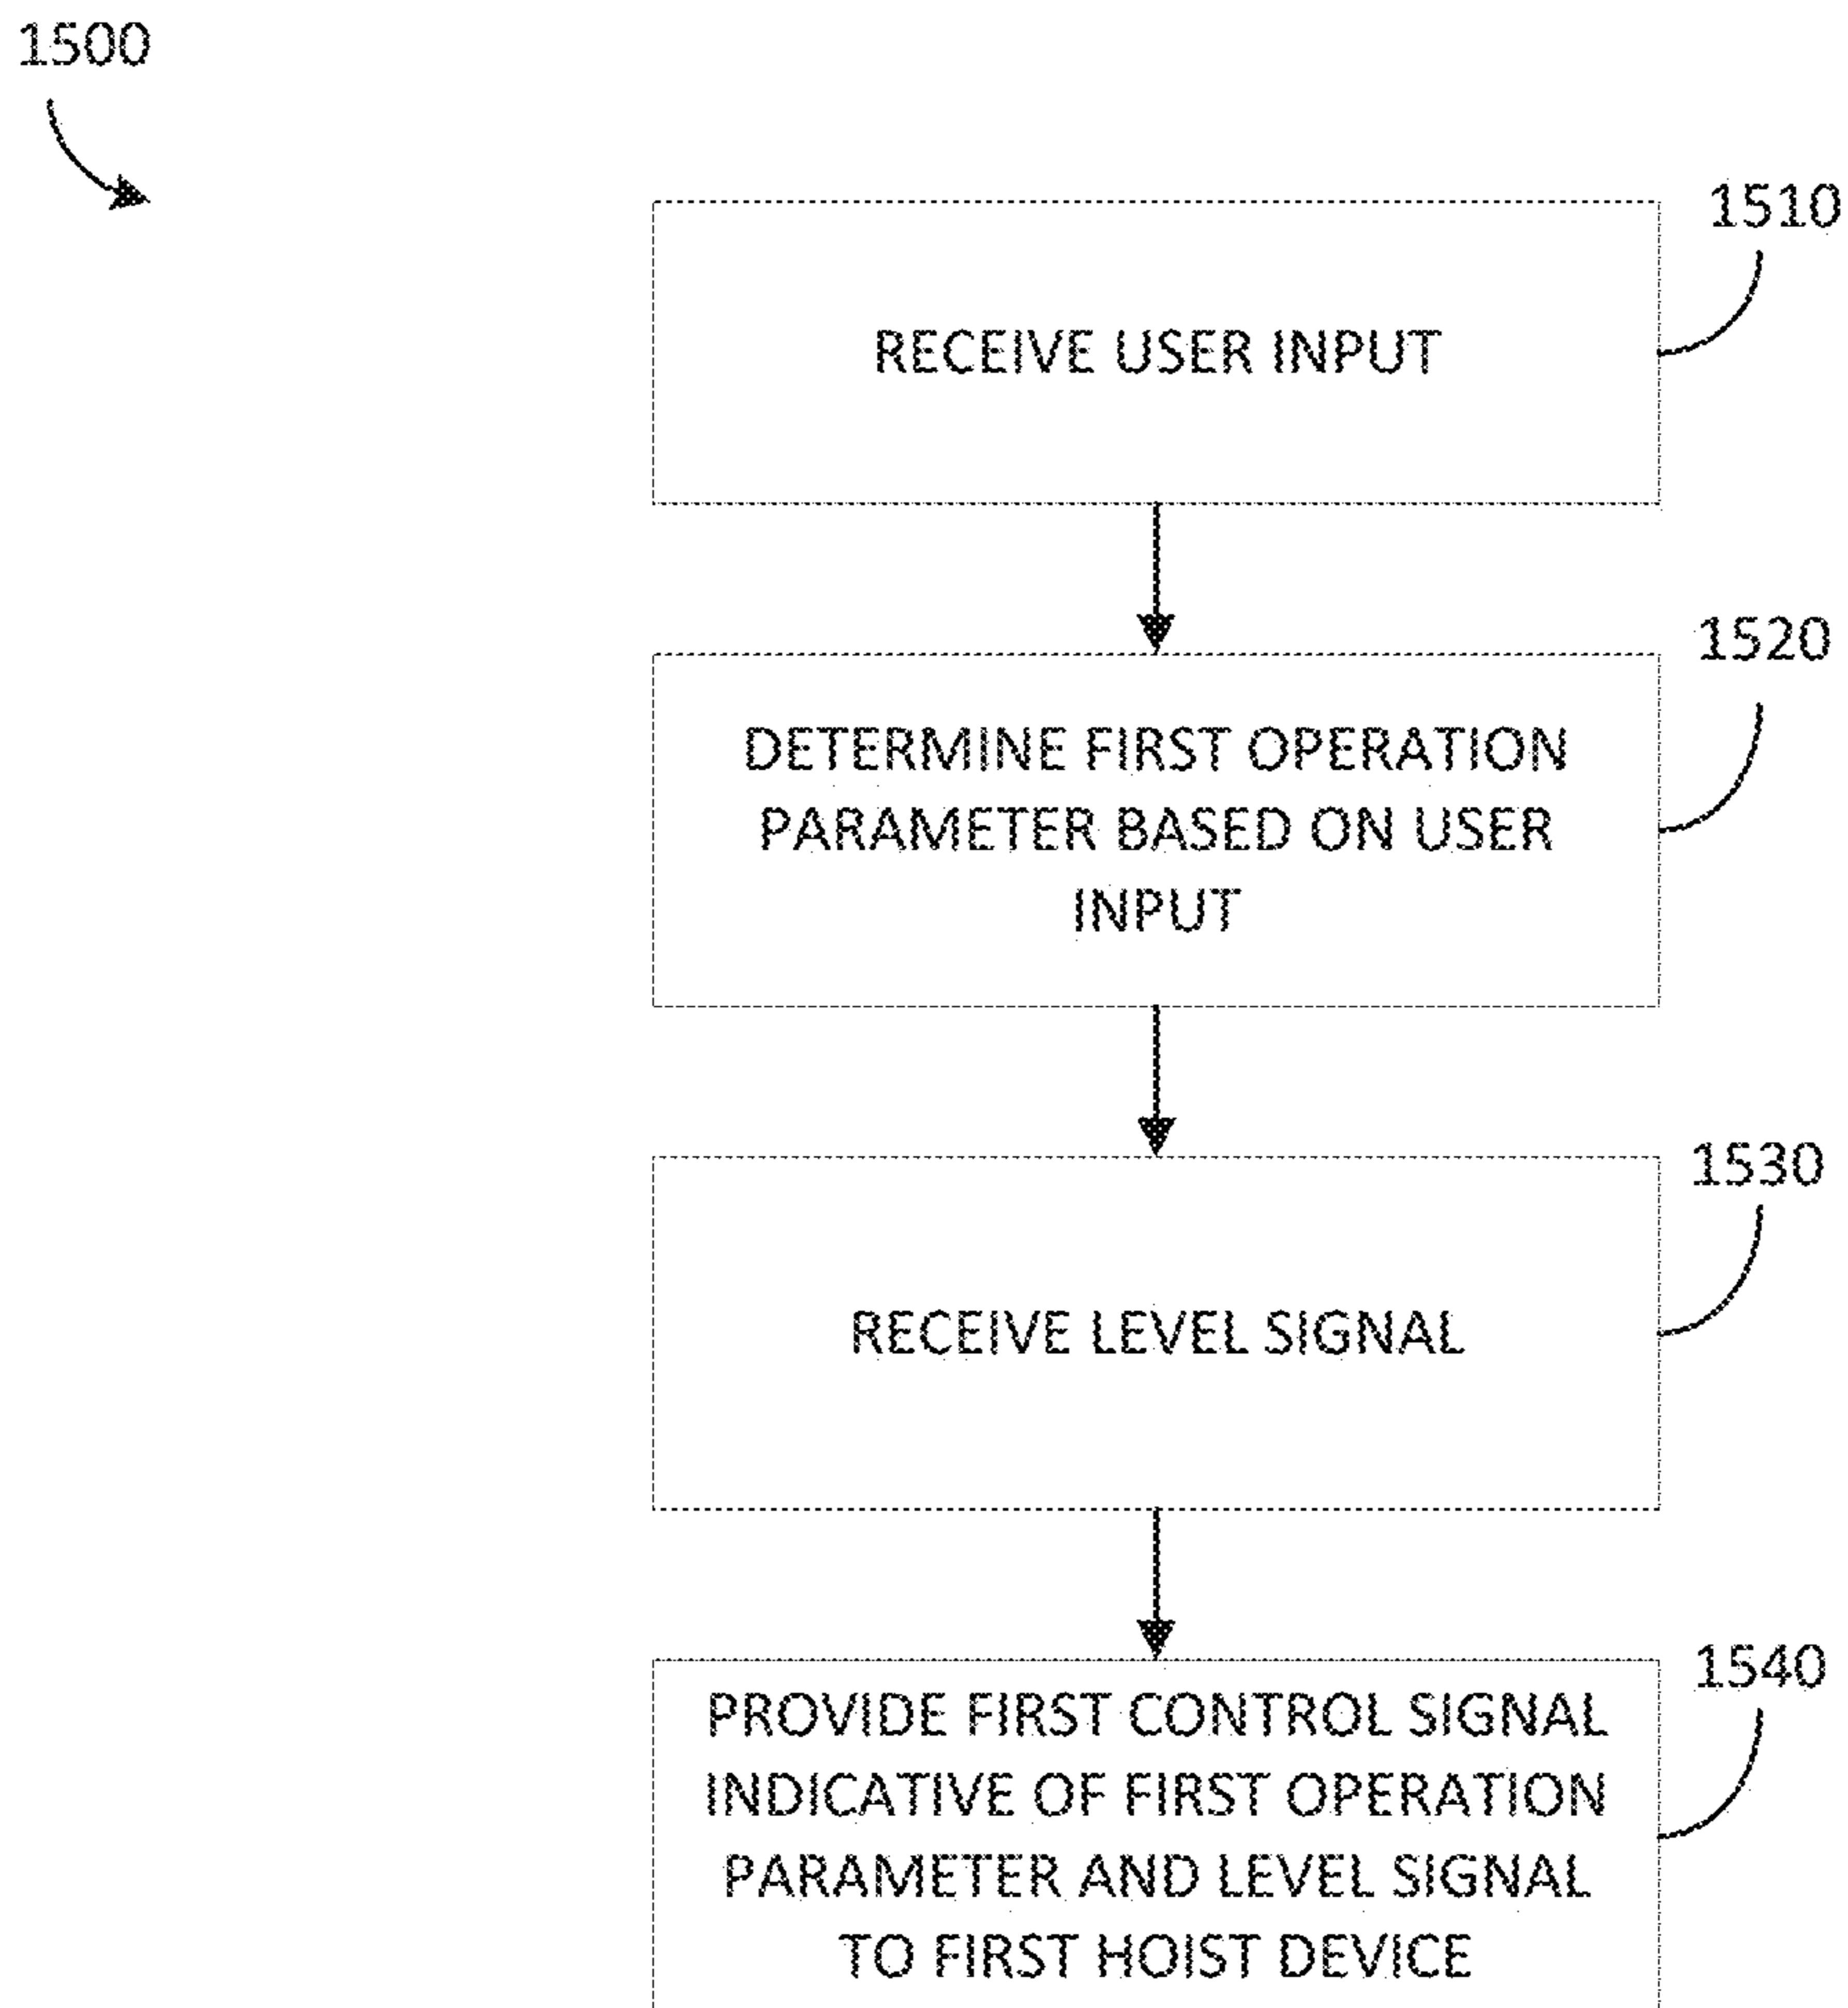 1500
1510
RECEIVE USER INPUT
1520
DETERMINE FIRST OPERATION
PARAMETER BASED ON USER
INPUT
1530
RECEIVE LEVEL SIGNAL
1540
PROVIDE FIRST CONTROL SIGNAL
INDICATIVE OF FIRST OPERATION
PARAMETER AND LEVEL SIGNAL
TO FIRST HOIST DEVICE